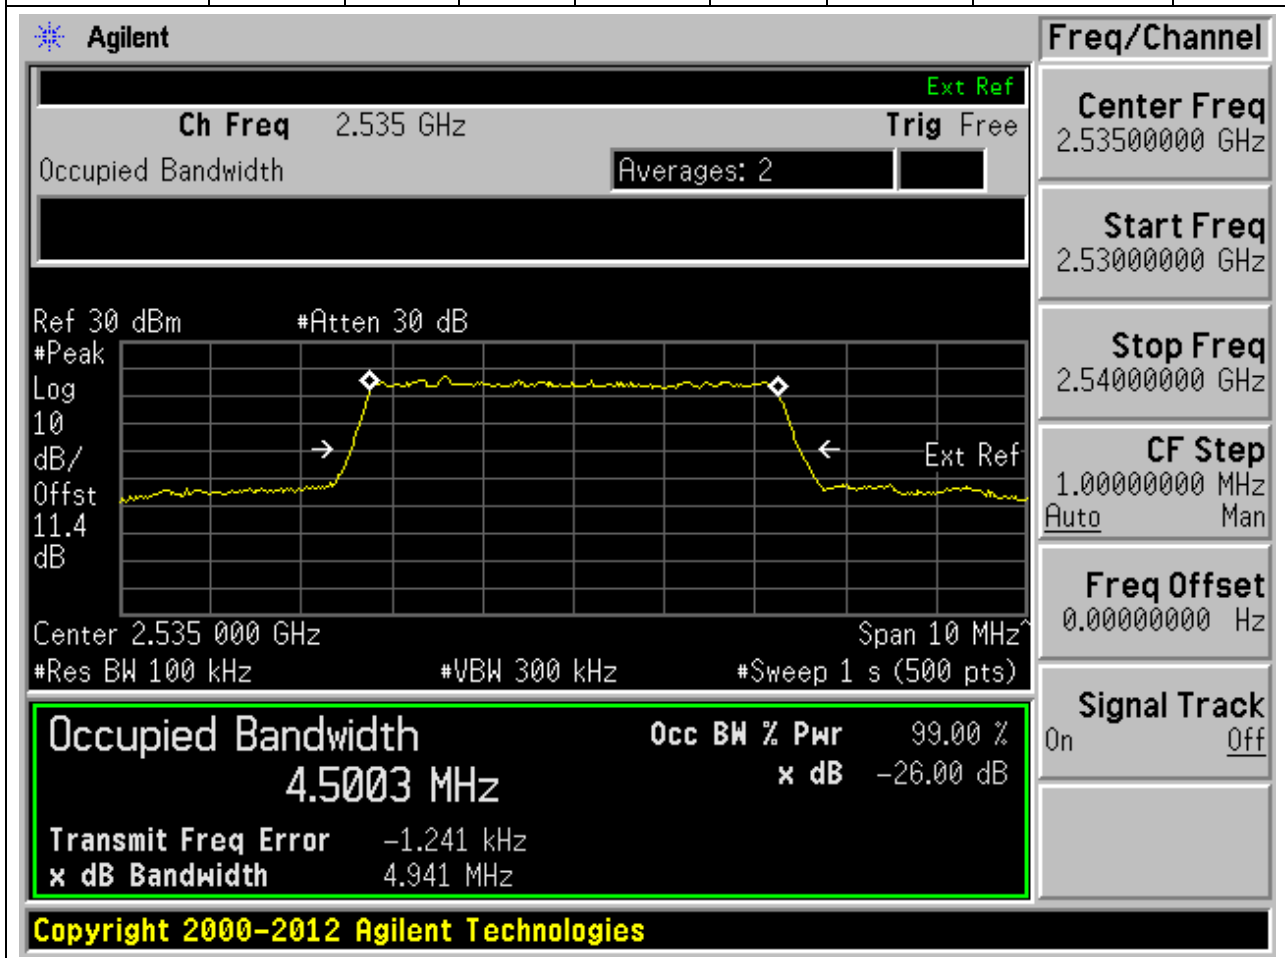 Agilent
Freq/Channel
Ext Ref
Ch Freq 2.535 GHz Trig Free
Occupied Bandwidth Averages: 2
Center Freq
2.53500000 GHz
Start Freq
2.53000000 GHz
Stop Freq
2.54000000 GHz
CF Step
1.00000000 MHz
Auto Man
Freq Offset
0.00000000 Hz
Signal Track
On Off
Ref 30 dBm #Atten 30 dB
#Peak
Log
10
dB/
Offst
11.4
dB
Ext Ref
Center 2.535 000 GHz Span 10 MHz^
#Res BW 100 kHz #VBW 300 kHz #Sweep 1 s (500 pts)
Occupied Bandwidth Occ BW % Pwr 99.00 %
4.5003 MHz x dB -26.00 dB
Transmit Freq Error -1.241 kHz
x dB Bandwidth 4.941 MHz
Copyright 2000-2012 Agilent Technologies